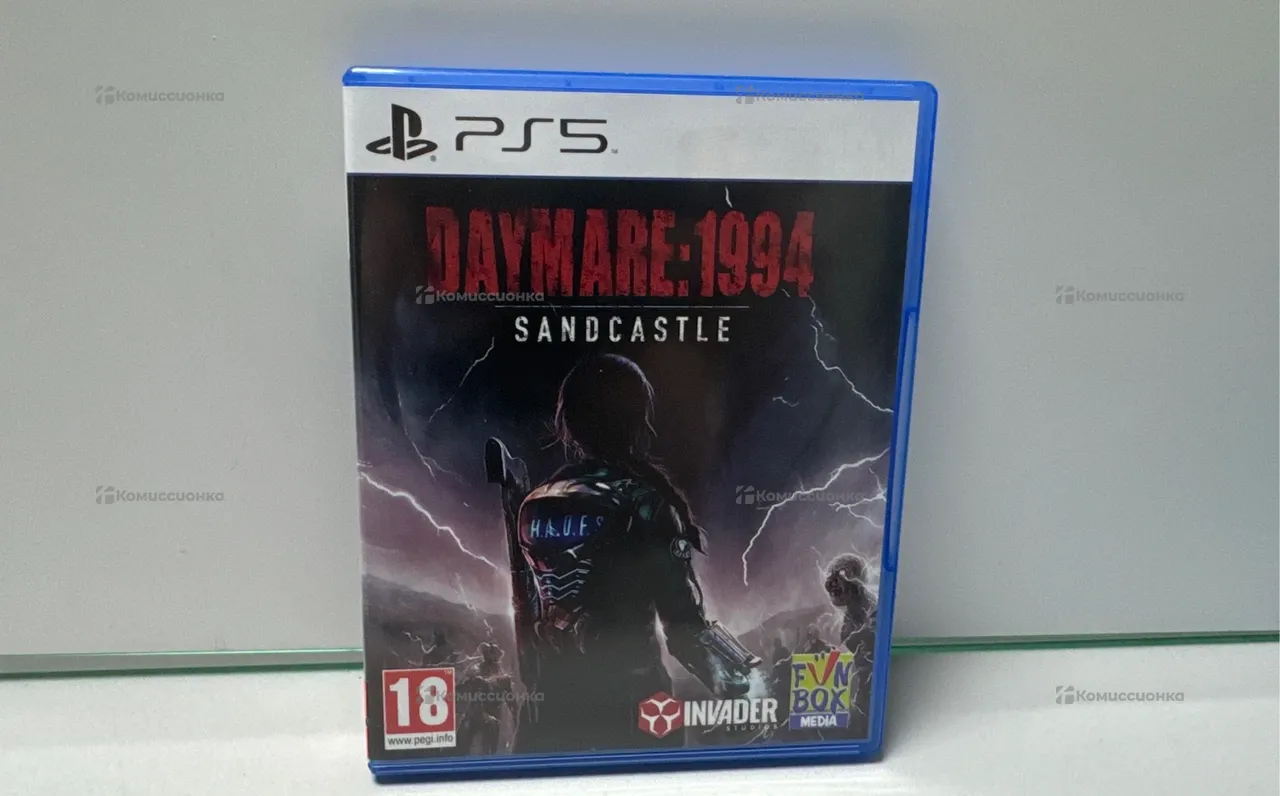 Комиссионка
Комиссионка
PS5
DAYMARE:1994
Комиссионка
Комиссионка
SANDCASTLE
Комиссионка
Комиссионка
H.A.D.E.S
18
www.pegi.info
Комиссионка
INVADER
STUDIOS
FUN
BOX
MEDIA
Комиссионка